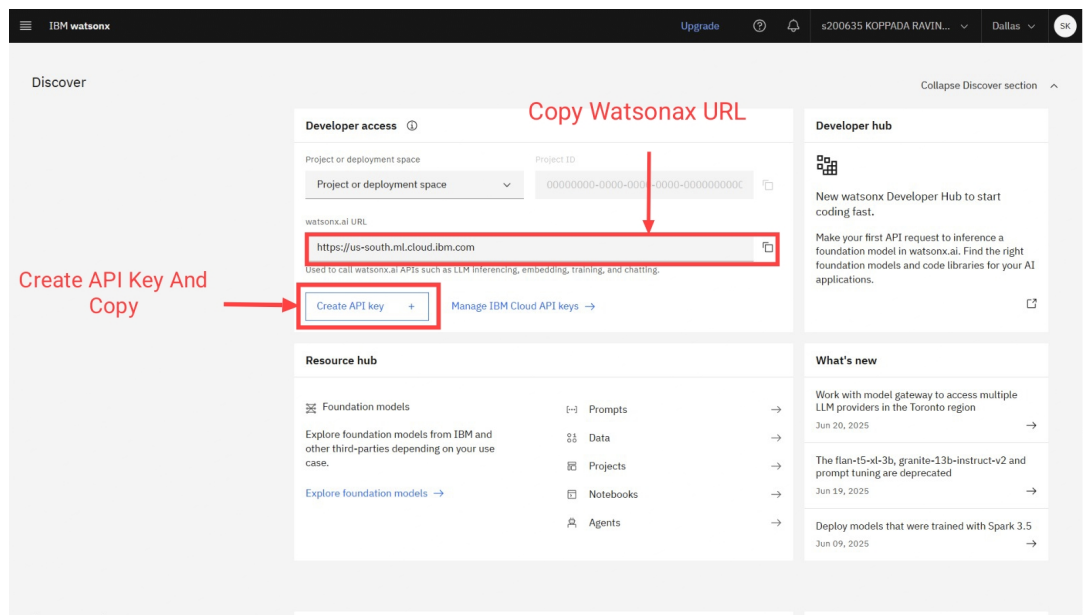 IBM watsonx
Upgrade
s200635 KOPPADA RAVIN...
Dallas
SK
Discover
Collapse Discover section
Copy Watsonax URL
Developer access
Project or deployment space
Project ID
Project or deployment space
00000000-0000-0000-0000-00000000000C
watsonx.ai URL
https://us-south.ml.cloud.ibm.com
Used to call watsonx.ai APIs such as LLM inferencing, embedding, training, and chatting.
Create API Key And
Copy
Create API key +
Manage IBM Cloud API keys →
Developer hub
New watsonx Developer Hub to start
coding fast.
Make your first API request to inference a
foundation model in watsonx.ai. Find the right
foundation models and code libraries for your AI
applications.
Resource hub
Foundation models
Explore foundation models from IBM and
other third-parties depending on your use
case.
Explore foundation models →
Prompts
Data
Projects
Notebooks
Agents
What's new
Work with model gateway to access multiple
LLM providers in the Toronto region
Jun 20, 2025
The flan-t5-xl-3b, granite-13b-instruct-v2 and
prompt tuning are deprecated
Jun 19, 2025
Deploy models that were trained with Spark 3.5
Jun 09, 2025